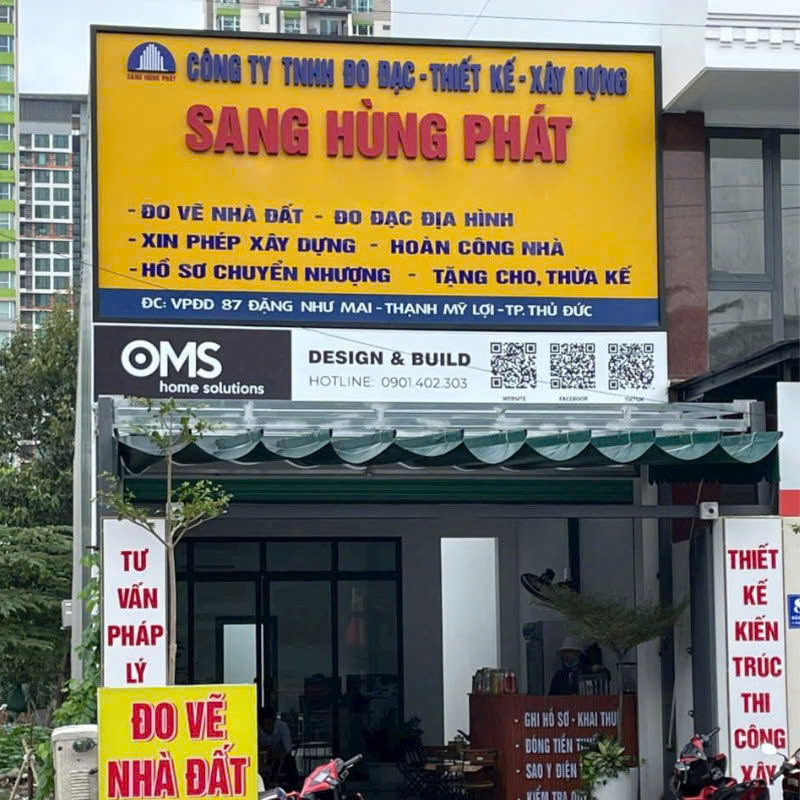 SANG HÙNG PHÁT
CÔNG TY TNHH ĐO ĐẠC - THIẾT KẾ - XÂY DỰNG
SANG HÙNG PHÁT
- ĐO VẼ NHÀ ĐẤT - ĐO ĐẠC ĐỊA HÌNH
- XIN PHÉP XÂY DỰNG - HOÀN CÔNG NHÀ
- HỒ SƠ CHUYỂN NHƯỢNG - TẶNG CHO, THỪA KẾ
ĐC: VPĐD 87 ĐẶNG NHƯ MAI - THẠNH MỸ LỢI - TP. THỦ ĐỨC
OMS
home solutions
DESIGN & BUILD
HOTLINE: 0901.402.303
WEBSITE FACEBOOK
TƯ
VẤN
PHÁP
LÝ
ĐO VẼ
NHÀ ĐẤT
- GHI HỒ SƠ - KHAI THU
- ĐÓNG TIỀN
- SAO Y ĐIỆN
- KIỂM TRA
THIẾT
KẾ
KIẾN
TRÚC
THI
CÔNG
XÂY